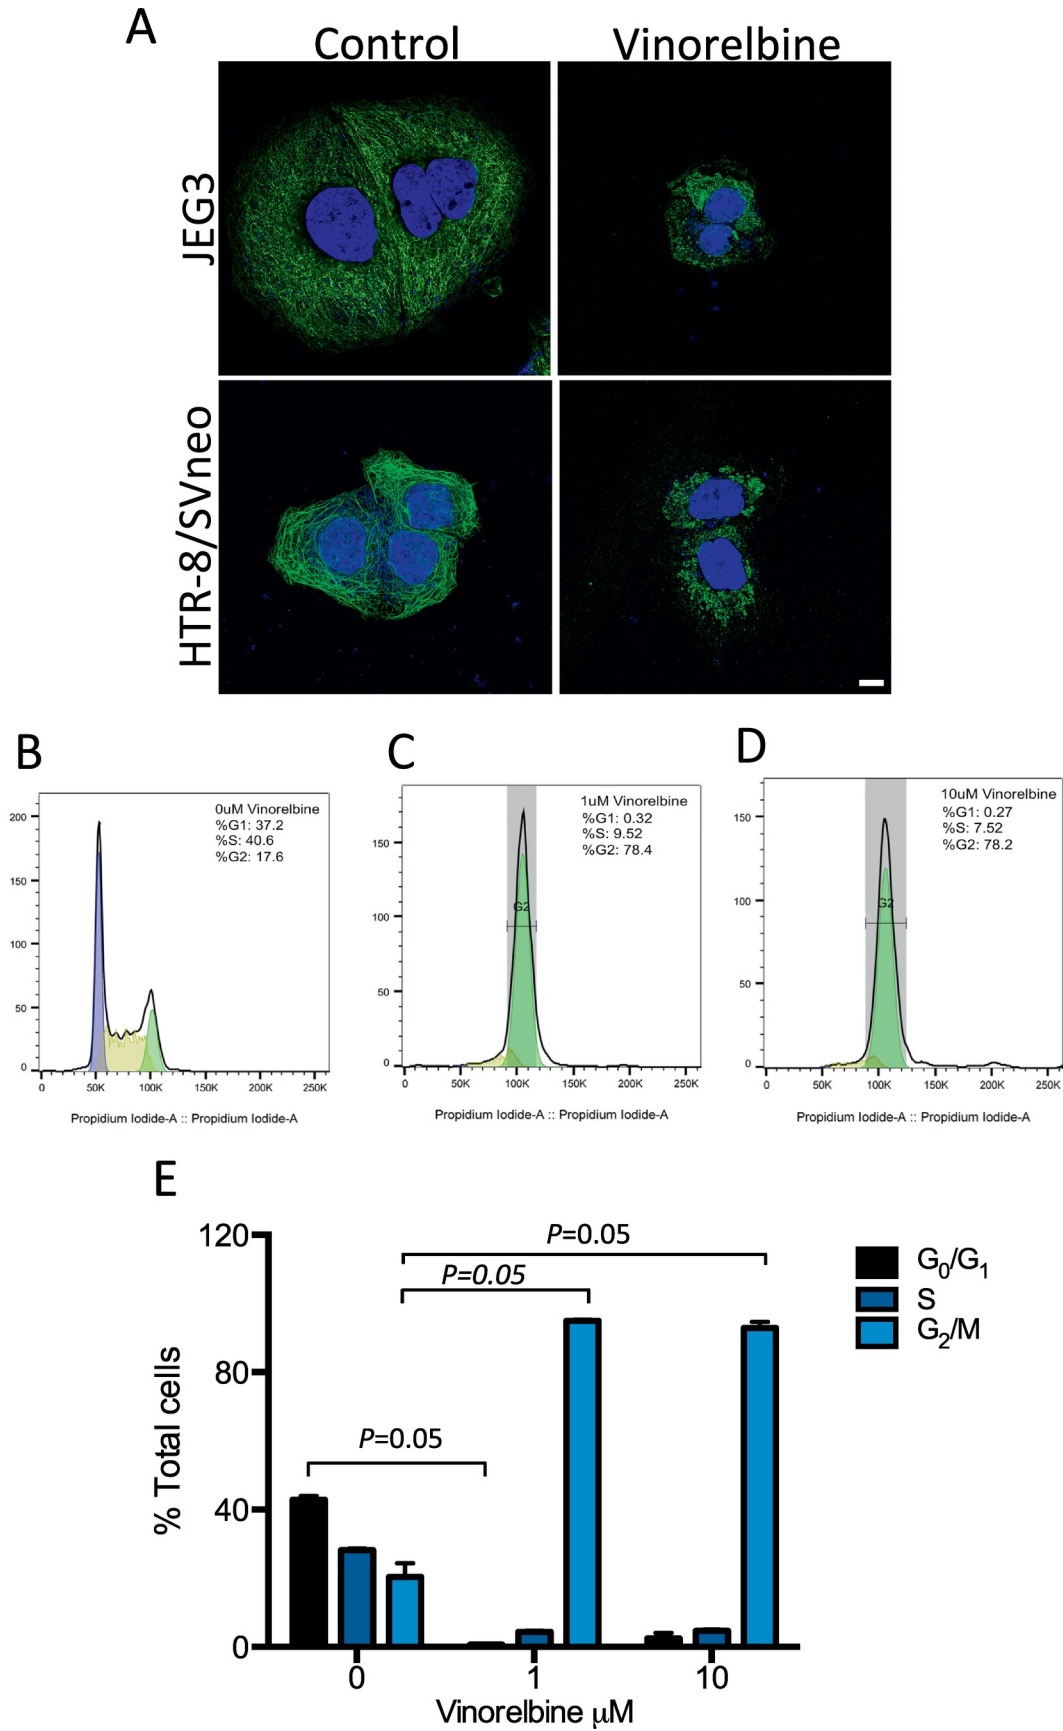 A
Control
Vinorelbine
JEG3
HTR-8/SVneo
B
0uM Vinorelbine
%G1: 37.2
%S: 40.6
%G2: 17.6
200
150
100
50
0
0 50K 100K 150K 200K 250K
Propidium Iodide-A :: Propidium Iodide-A
C
1uM Vinorelbine
%G1: 0.32
%S: 9.52
%G2: 78.4
G2
150
100
50
0
0 50K 100K 150K 200K 250K
Propidium Iodide-A :: Propidium Iodide-A
D
10uM Vinorelbine
%G1: 0.27
%S: 7.52
%G2: 78.2
G2
150
100
50
0
0 50K 100K 150K 200K 250K
Propidium Iodide-A :: Propidium Iodide-A
E
% Total cells
120
80
40
0
P=0.05
P=0.05
P=0.05
G0/G1
S
G2/M
0 1 10
Vinorelbine μM